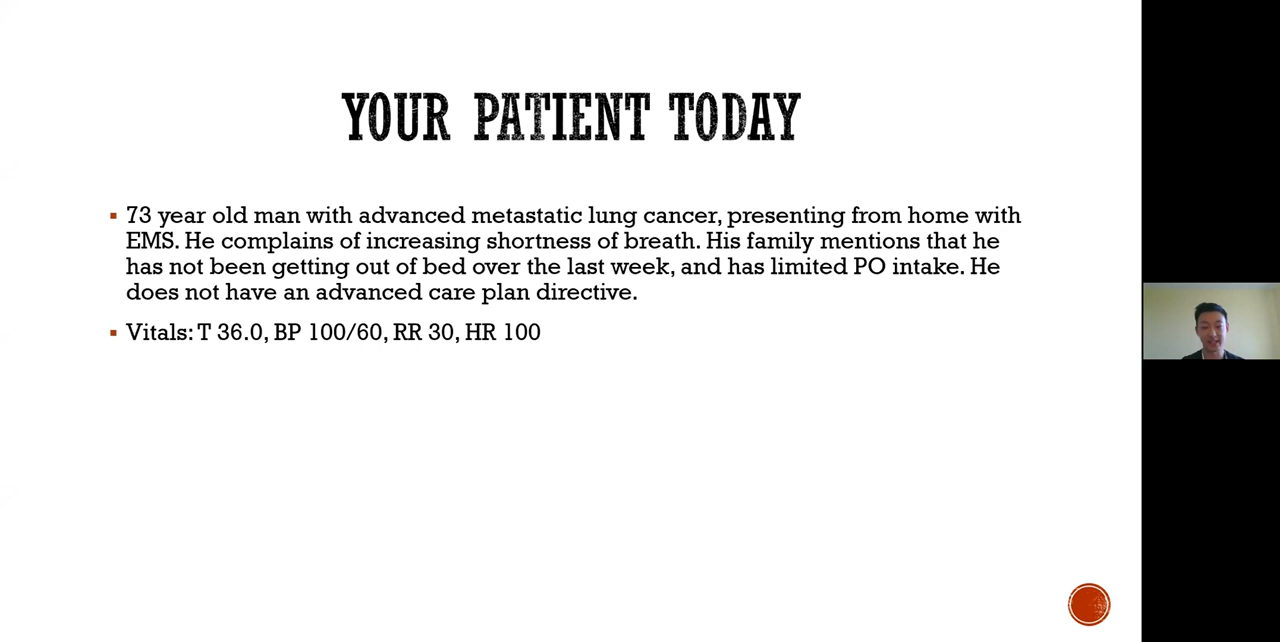 YOUR PATIENT TODAY
73 year old man with advanced metastatic lung cancer, presenting from home with
EMS. He complains of increasing shortness of breath. His family mentions that he
has not been getting out of bed over the last week, and has limited PO intake. He
does not have an advanced care plan directive.
Vitals: T 36.0, BP 100/60, RR 30, HR 100